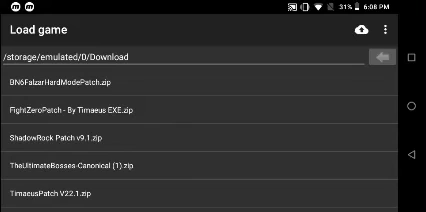 31% 6:08 PM
Load game
/storage/emulated/0/Download
BN6FalzarHardModePatch.zip
FightZeroPatch - By Timaeus EXE.zip
ShadowRock Patch v9.1.zip
TheUltimateBosses-Canonical (1).zip
TimaeusPatch V22.1.zip